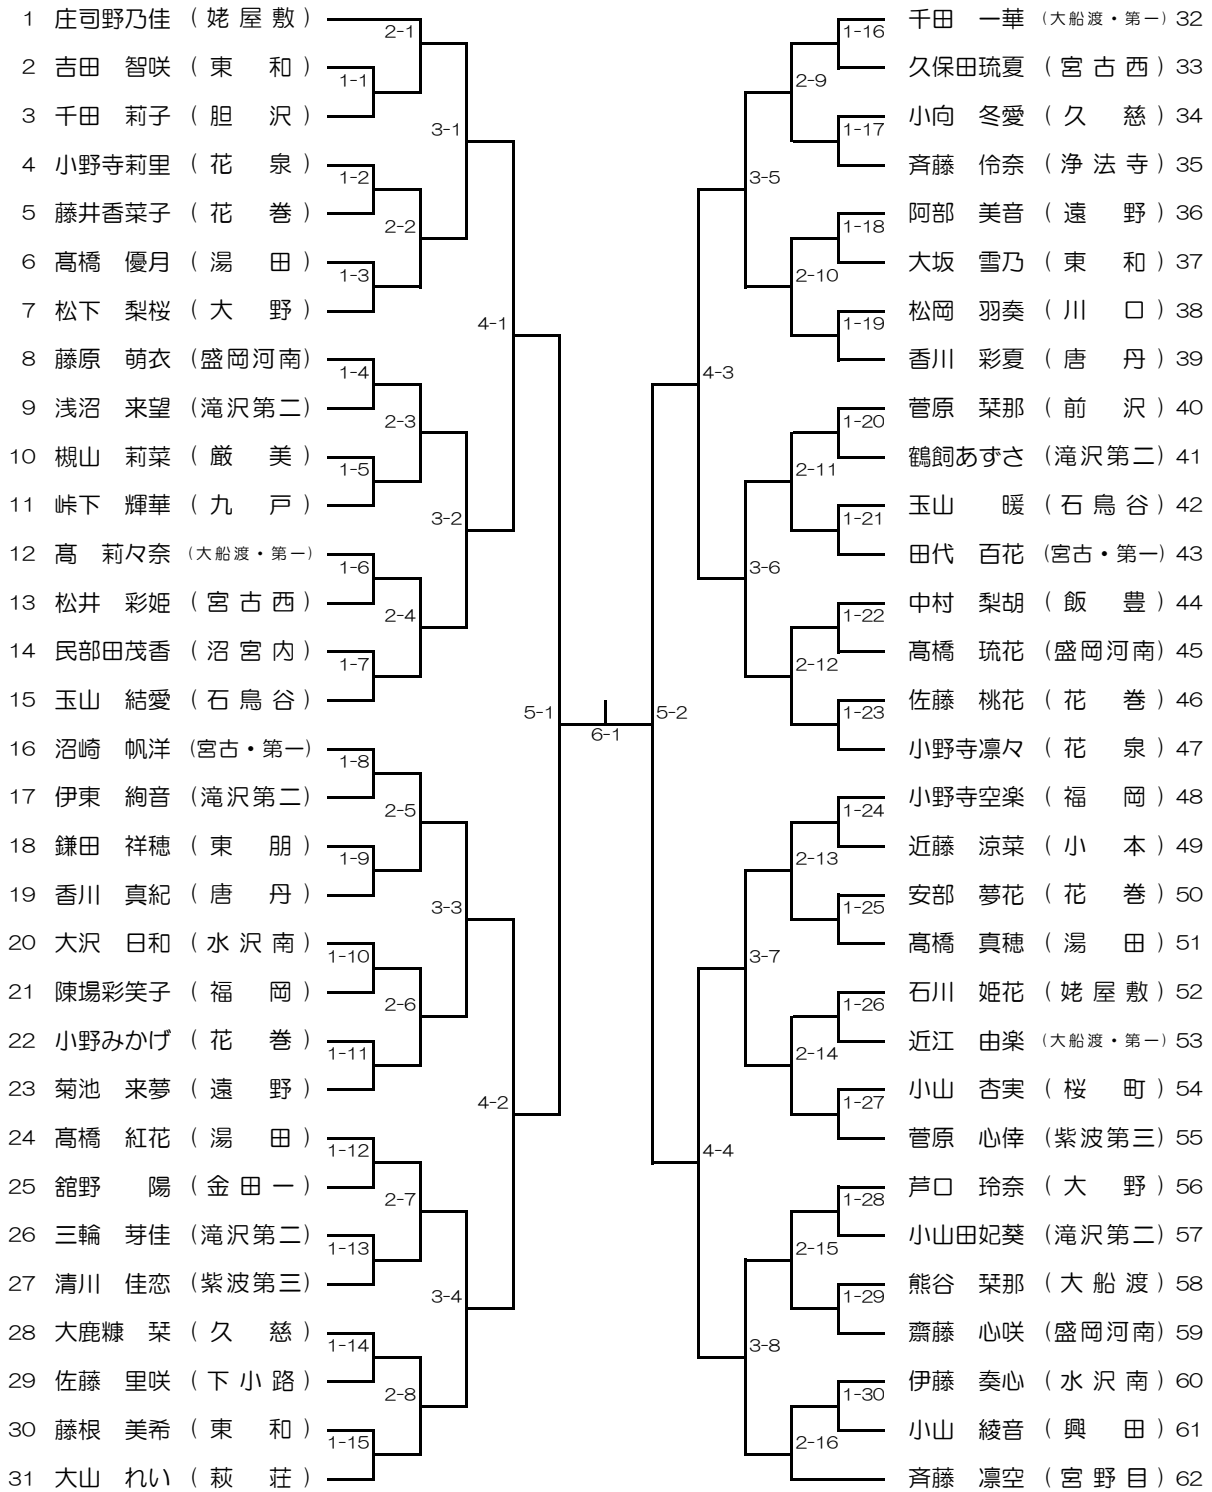 1 庄司野乃佳 （姥屋敷）
2 吉田　智咲 （東　和）
3 千田　莉子 （胆　沢）
4 小野寺莉里 （花　泉）
5 藤井香菜子 （花　巻）
6 髙橋　優月 （湯　田）
7 松下　梨桜 （大　野）
8 藤原　萌衣 （盛岡河南）
9 浅沼　来望 （滝沢第二）
10 槻山　莉菜 （厳　美）
11 峠下　輝華 （九　戸）
12 髙　莉々奈 （大船渡・第一）
13 松井　彩姫 （宮古西）
14 民部田茂香 （沼宮内）
15 玉山　結愛 （石鳥谷）
16 沼崎　帆洋 （宮古・第一）
17 伊東　絢音 （滝沢第二）
18 鎌田　祥穂 （東　朋）
19 香川　真紀 （唐　丹）
20 大沢　日和 （水沢南）
21 陳場彩笑子 （福　岡）
22 小野みかげ （花　巻）
23 菊池　来夢 （遠　野）
24 髙橋　紅花 （湯　田）
25 舘野　　陽 （金田一）
26 三輪　芽佳 （滝沢第二）
27 清川　佳恋 （紫波第三）
28 大鹿糠　栞 （久　慈）
29 佐藤　里咲 （下小路）
30 藤根　美希 （東　和）
31 大山　れい （萩　荘）
1-1
1-2
1-3
1-4
1-5
1-6
1-7
1-8
1-9
1-10
1-11
1-12
1-13
1-14
1-15
2-1
2-2
2-3
2-4
2-5
2-6
2-7
2-8
3-1
3-2
3-3
3-4
4-1
4-2
5-1
6-1
5-2
4-3
4-4
3-5
3-6
3-7
3-8
2-9
2-10
2-11
2-12
2-13
2-14
2-15
2-16
1-16
1-17
1-18
1-19
1-20
1-21
1-22
1-23
1-24
1-25
1-26
1-27
1-28
1-29
1-30
千田　一華 （大船渡・第一） 32
久保田琉夏 （宮古西） 33
小向　冬愛 （久　慈） 34
斉藤　伶奈 （浄法寺） 35
阿部　美音 （遠　野） 36
大坂　雪乃 （東　和） 37
松岡　羽奏 （川　口） 38
香川　彩夏 （唐　丹） 39
菅原　栞那 （前　沢） 40
鶴飼あずさ （滝沢第二） 41
玉山　　暖 （石鳥谷） 42
田代　百花 （宮古・第一） 43
中村　梨胡 （飯　豊） 44
髙橋　琉花 （盛岡河南） 45
佐藤　桃花 （花　巻） 46
小野寺凛々 （花　泉） 47
小野寺空楽 （福　岡） 48
近藤　涼菜 （小　本） 49
安部　夢花 （花　巻） 50
髙橋　真穂 （湯　田） 51
石川　姫花 （姥屋敷） 52
近江　由楽 （大船渡・第一） 53
小山　杏実 （桜　町） 54
菅原　心倖 （紫波第三） 55
芦口　玲奈 （大　野） 56
小山田妃葵 （滝沢第二） 57
熊谷　栞那 （大船渡） 58
齋藤　心咲 （盛岡河南） 59
伊藤　奏心 （水沢南） 60
小山　綾音 （興　田） 61
斉藤　凛空 （宮野目） 62